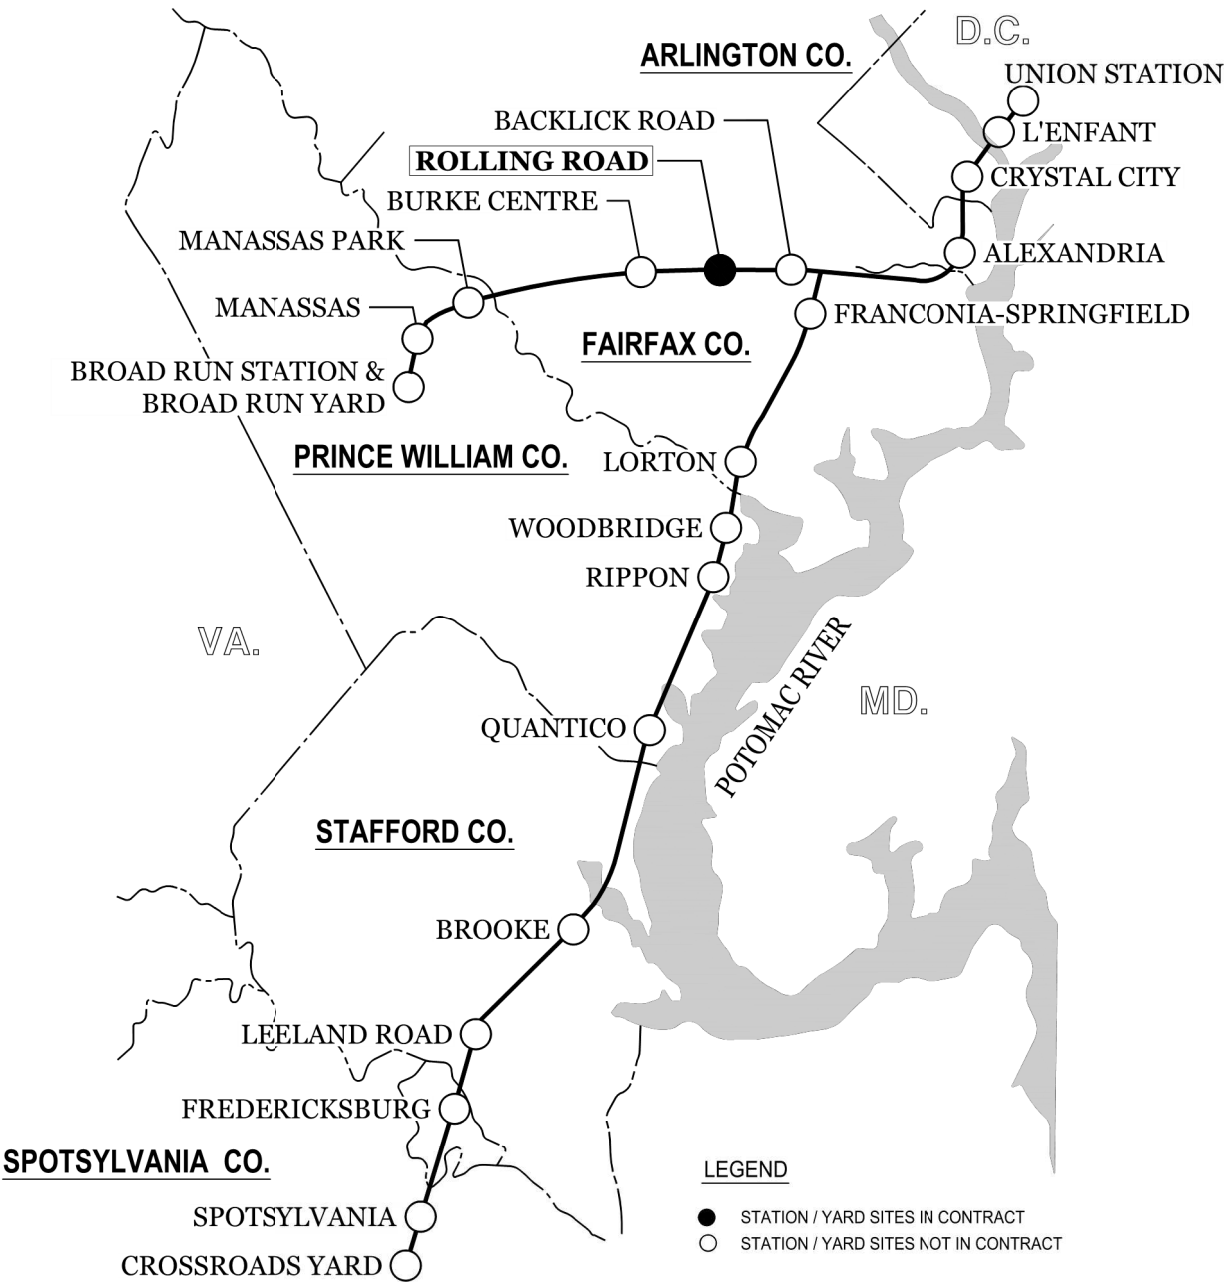 D.C.
ARLINGTON CO.
UNION STATION
BACKLICK ROAD
L'ENFANT
ROLLING ROAD
CRYSTAL CITY
BURKE CENTRE
MANASSAS PARK
ALEXANDRIA
MANASSAS
FRANCONIA-SPRINGFIELD
FAIRFAX CO.
BROAD RUN STATION &
BROAD RUN YARD
PRINCE WILLIAM CO.
LORTON
WOODBRIDGE
RIPPON
VA.
POTOMAC RIVER
MD.
QUANTICO
STAFFORD CO.
BROOKE
LEELAND ROAD
FREDERICKSBURG
SPOTSYLVANIA CO.
SPOTSYLVANIA
CROSSROADS YARD
LEGEND
STATION / YARD SITES IN CONTRACT
STATION / YARD SITES NOT IN CONTRACT